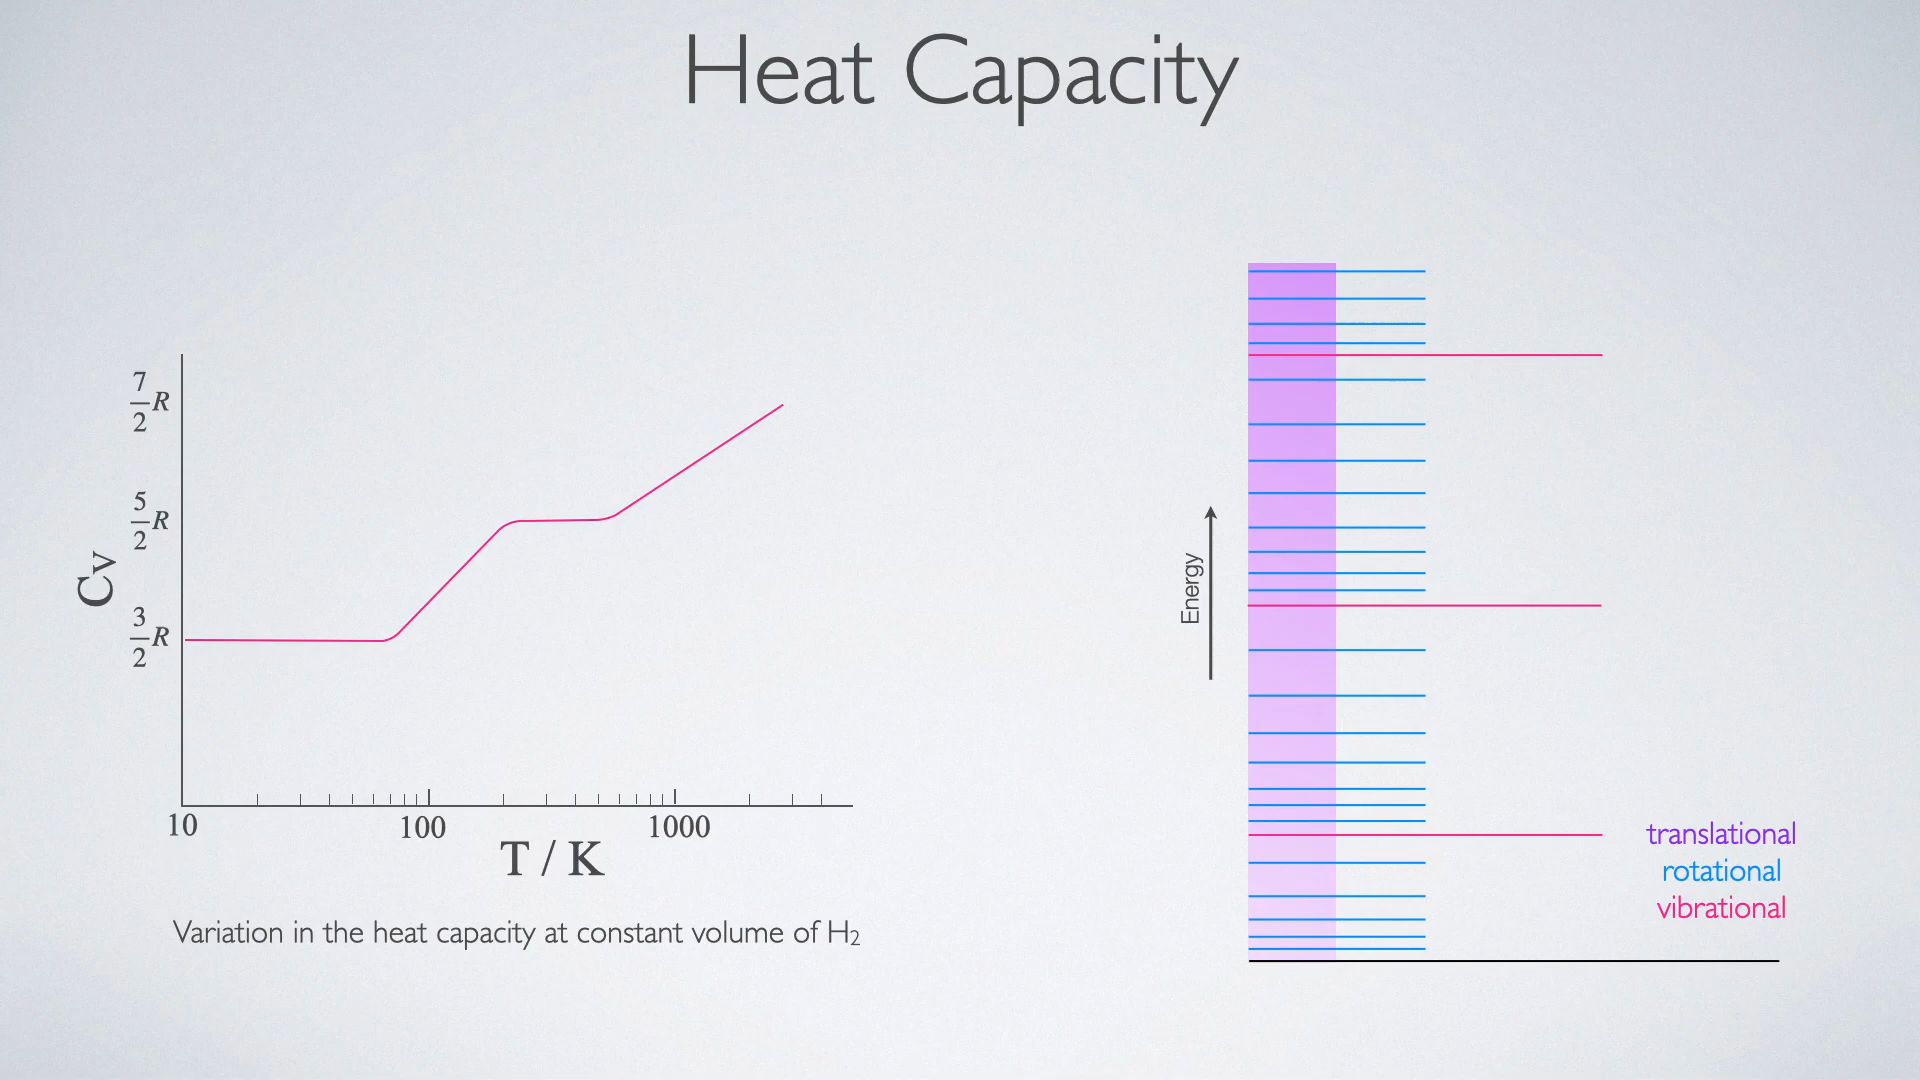 Heat Capacity
7/2 R
5/2 R
3/2 R
Cv
10
100
1000
T / K
Variation in the heat capacity at constant volume of H₂
Energy
translational
rotational
vibrational